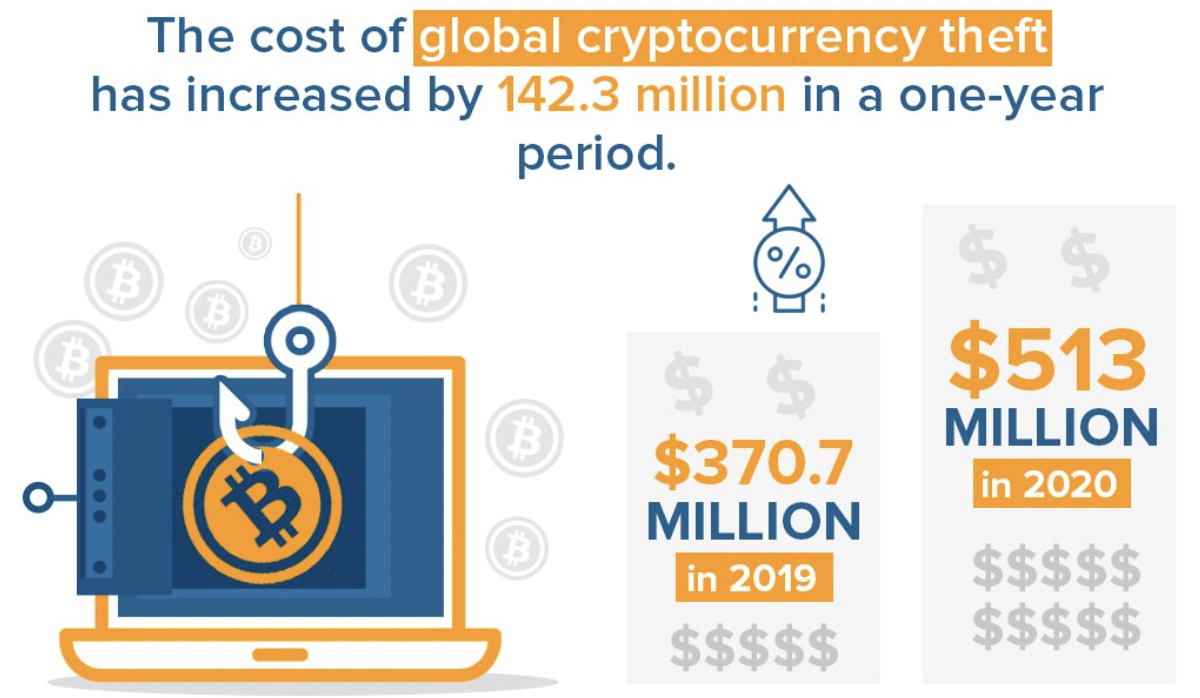 The cost of global cryptocurrency theft
has increased by 142.3 million in a one-year
period.
%
$ $
$370.7
MILLION
in 2019
$$$$$
$ $
$513
MILLION
in 2020
$$$$$
$$$$$